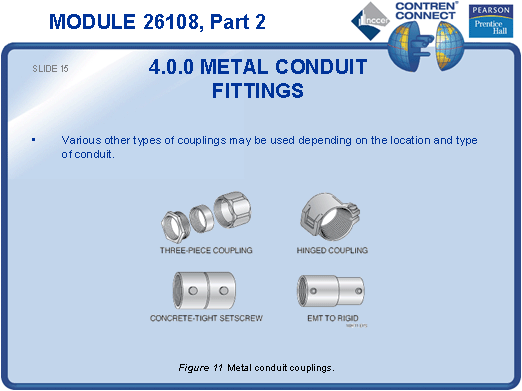 MODULE 26108, Part 2
nccer
CONTREN®
CONNECT
PEARSON
Prentice
Hall
SLIDE 15
4.0.0 METAL CONDUIT
FITTINGS
• Various other types of couplings may be used depending on the location and type
of conduit.
THREE-PIECE COUPLING
HINGED COUPLING
CONCRETE-TIGHT SETSCREW
EMT TO RIGID
Figure 11 Metal conduit couplings.